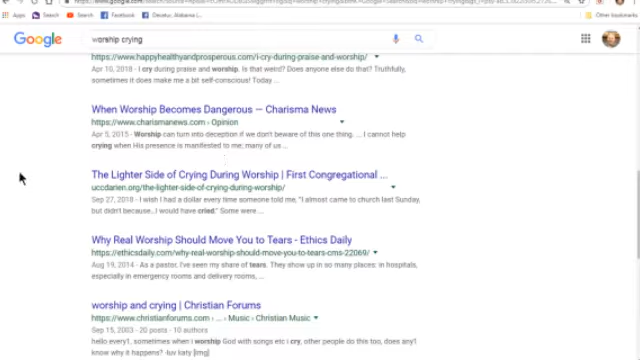 Apps
Search
Facebook
Decatur, Alabama
Other bookmarks
Google
worship crying
https://www.happyhealthyandprosperous.com/i-cry-during-praise-and-worship/
Apr 10, 2018 - I cry during praise and worship. Is that weird? Does anyone else do that? Truthfully,
sometimes it does make me a bit self-conscious! Today ...
When Worship Becomes Dangerous — Charisma News
https://www.charismanews.com › Opinion
Apr 5, 2015 - Worship can turn into deception if we don't beware of this one thing. ... I cannot help
crying when His presence is manifested to me; many of us ...
The Lighter Side of Crying During Worship | First Congregational ...
uccdarien.org/the-lighter-side-of-crying-during-worship/
Sep 27, 2018 - I wish I had a dollar every time someone told me, "I almost came to church last Sunday,
but didn't because...I would have cried." Some were ...
Why Real Worship Should Move You to Tears - Ethics Daily
https://ethicsdaily.com/why-real-worship-should-move-you-to-tears-cms-22069/
Aug 19, 2014 - As a pastor, I've seen my share of tears. They show up in so many places: in hospitals,
especially in emergency rooms and delivery rooms, ...
worship and crying | Christian Forums
https://www.christianforums.com › ... › Music › Christian Music
Sep 15, 2003 - 20 posts - 10 authors
hello every1, sometimes when i worship God with songs etc i cry, other people do this too, does any1
know why it happens? -luv katy [img]